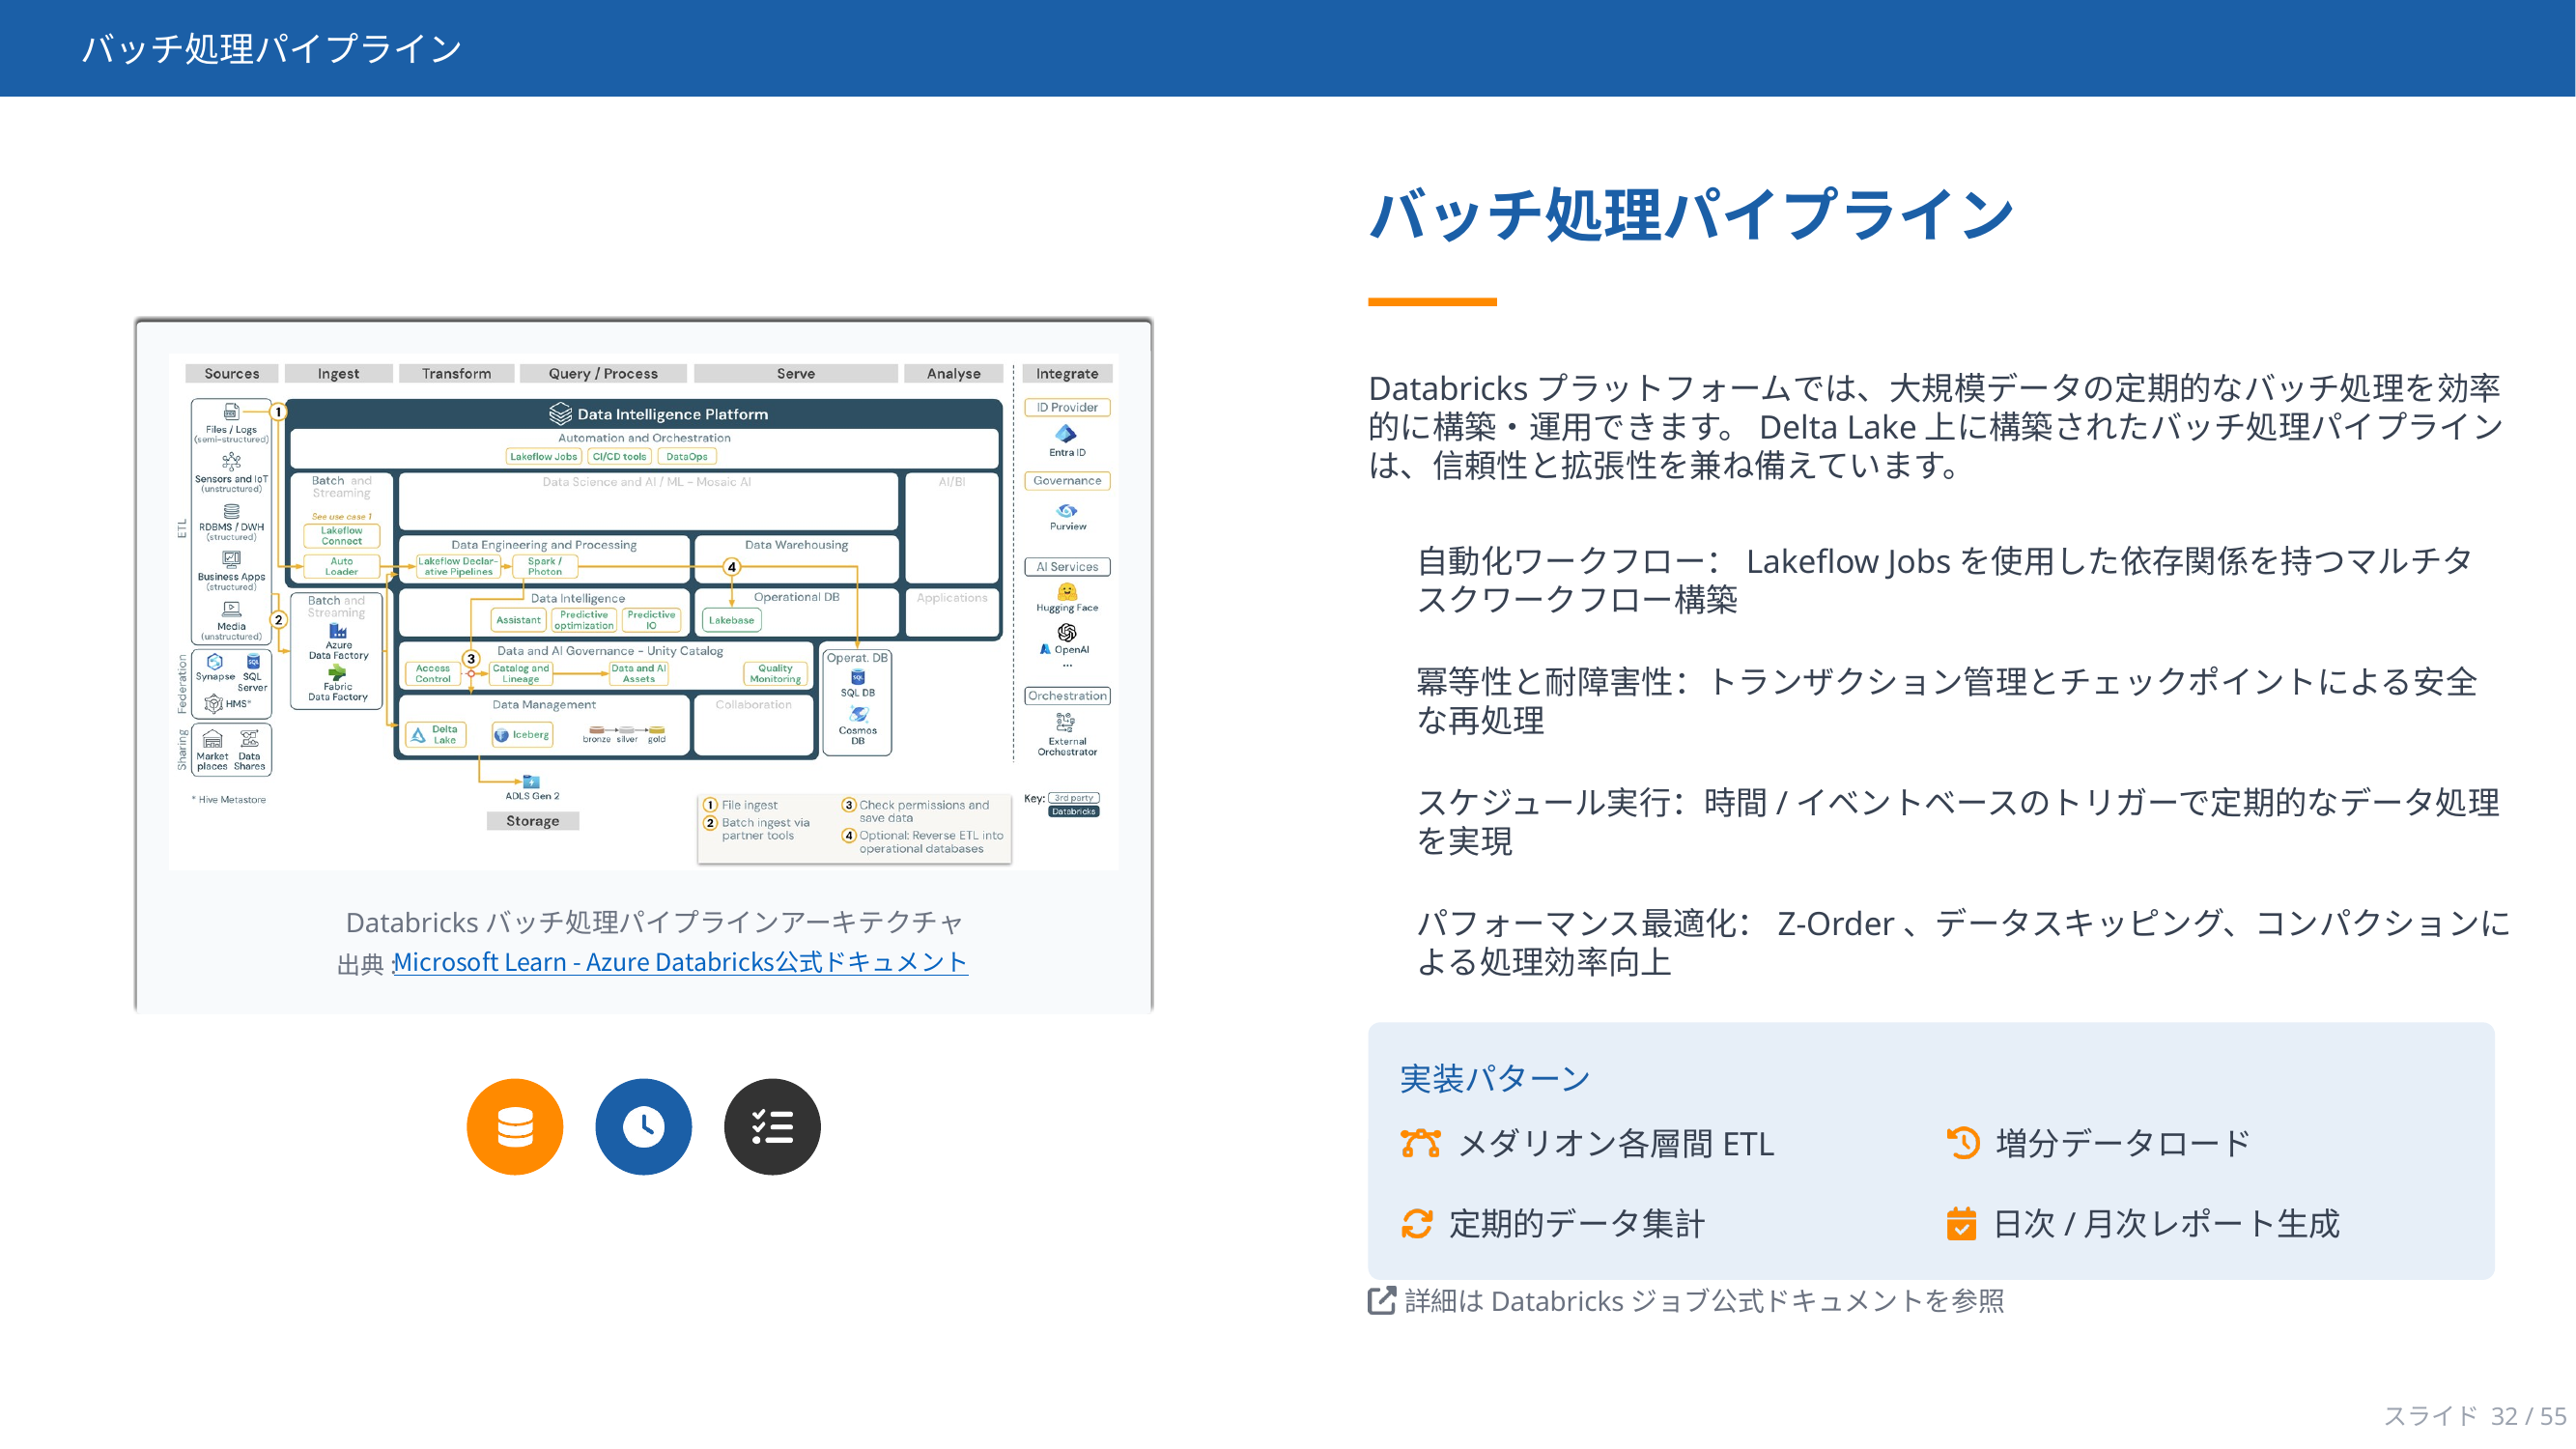 バッチ処理パイプライン
Sources Ingest Transform Query / Process Serve Analyse Integrate
ETL
Files / Logs
(semi-structured)
Sensors and IoT
(unstructured)
RDBMS / DWH
(structured)
Business Apps
(structured)
Media
(unstructured)
Federation
Synapse SQL Server
HMS*
Sharing
Market places Data Shares
* Hive Metastore
1
2
Data Intelligence Platform
Automation and Orchestration
Lakeflow Jobs CI/CD tools DataOps
Batch and
Streaming
See use case 1
Lakeflow
Connect
Auto
Loader
Batch and
Streaming
Azure
Data Factory
Fabric
Data Factory
Data Science and AI / ML – Mosaic AI
AI/BI
Data Engineering and Processing
Lakeflow Declar-
ative Pipelines
Spark /
Photon
Data Warehousing
4
Data Intelligence
Assistant
Predictive
optimization
Predictive
IO
Operational DB
Lakebase
Applications
Data and AI Governance – Unity Catalog
3
Access
Control
Catalog and
Lineage
Data and AI
Assets
Quality
Monitoring
Operat. DB
SQL DB
Cosmos
DB
Data Management
Delta
Lake
Iceberg
bronze silver gold
Collaboration
ADLS Gen 2
Storage
ID Provider
Entra ID
Governance
Purview
AI Services
Hugging Face
OpenAI
...
Orchestration
External
Orchestrator
1 File ingest
2 Batch ingest via
partner tools
3 Check permissions and
save data
4 Optional: Reverse ETL into
operational databases
Key: 3rd party
Databricks
Databricks バッチ処理パイプラインアーキテクチャ
出典 :Microsoft Learn - Azure Databricks公式ドキュメント
バッチ処理パイプライン
Databricks プラットフォームでは、大規模データの定期的なバッチ処理を効率
的に構築・運用できます。 Delta Lake 上に構築されたバッチ処理パイプライン
は、信頼性と拡張性を兼ね備えています。
自動化ワークフロー： Lakeflow Jobs を使用した依存関係を持つマルチタ
スクワークフロー構築
冪等性と耐障害性：トランザクション管理とチェックポイントによる安全
な再処理
スケジュール実行：時間 / イベントベースのトリガーで定期的なデータ処理
を実現
パフォーマンス最適化： Z-Order 、データスキッピング、コンパクションに
よる処理効率向上
実装パターン
メダリオン各層間 ETL
増分データロード
定期的データ集計
日次 / 月次レポート生成
詳細は Databricks ジョブ公式ドキュメントを参照
スライド 32 / 55